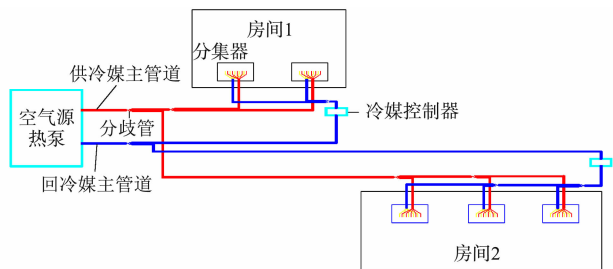 房间1
分集器
供冷媒主管道
空气源
热泵
分歧管
冷媒控制器
回冷媒主管道
房间2